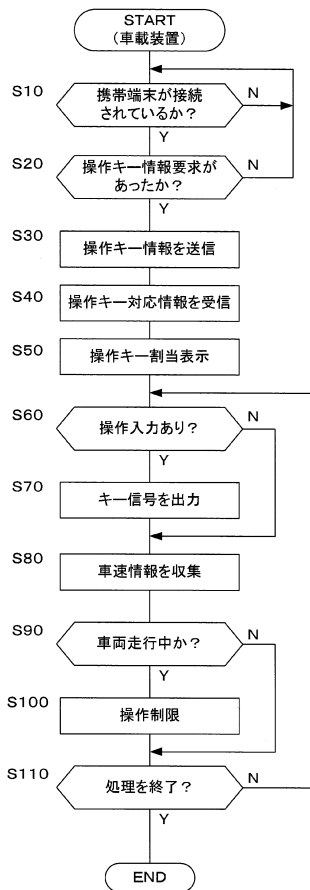 START
(車載装置)
S10
携帯端末が接続
されているか?
N
Y
S20
操作キー情報要求が
あったか?
N
Y
S30
操作キー情報を送信
S40
操作キー対応情報を受信
S50
操作キー割当表示
S60
操作入力あり?
N
Y
S70
キー信号を出力
S80
車速情報を収集
S90
車両走行中か?
N
Y
S100
操作制限
S110
処理を終了?
N
Y
END